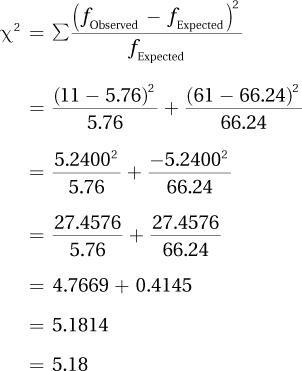 χ² = ∑ (f_Observed − f_Expected)² / f_Expected
= (11 − 5.76)² / 5.76 + (61 − 66.24)² / 66.24
= 5.2400² / 5.76 + −5.2400² / 66.24
= 27.4576 / 5.76 + 27.4576 / 66.24
= 4.7669 + 0.4145
= 5.1814
= 5.18